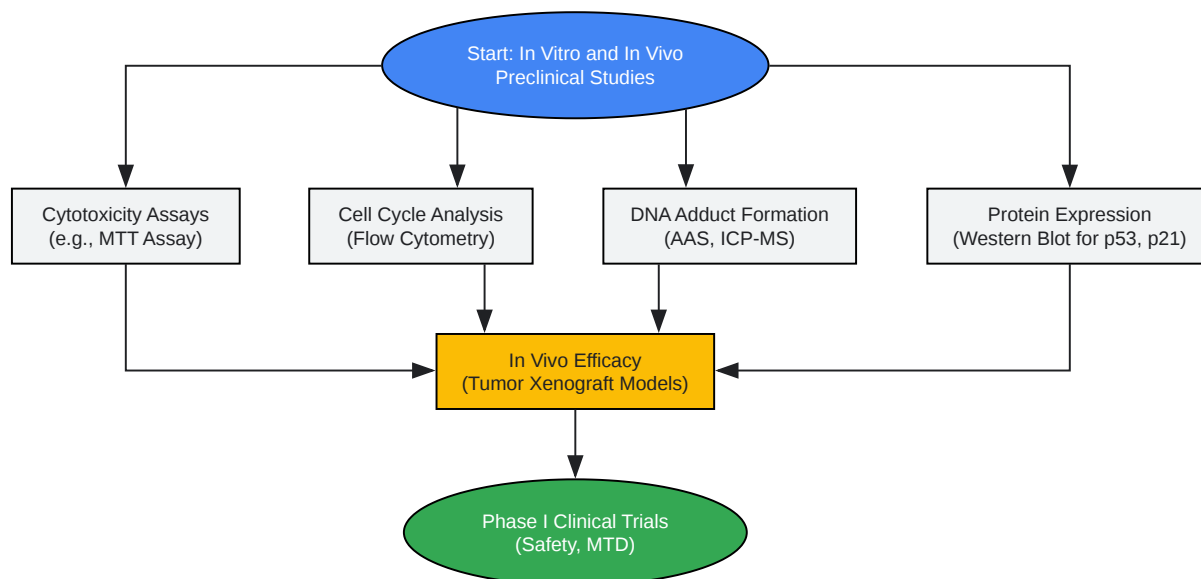 Start: In Vitro and In Vivo
Preclinical Studies
Cytotoxicity Assays
(e.g., MTT Assay)
Cell Cycle Analysis
(Flow Cytometry)
DNA Adduct Formation
(AAS, ICP-MS)
Protein Expression
(Western Blot for p53, p21)
In Vivo Efficacy
(Tumor Xenograft Models)
Phase I Clinical Trials
(Safety, MTD)